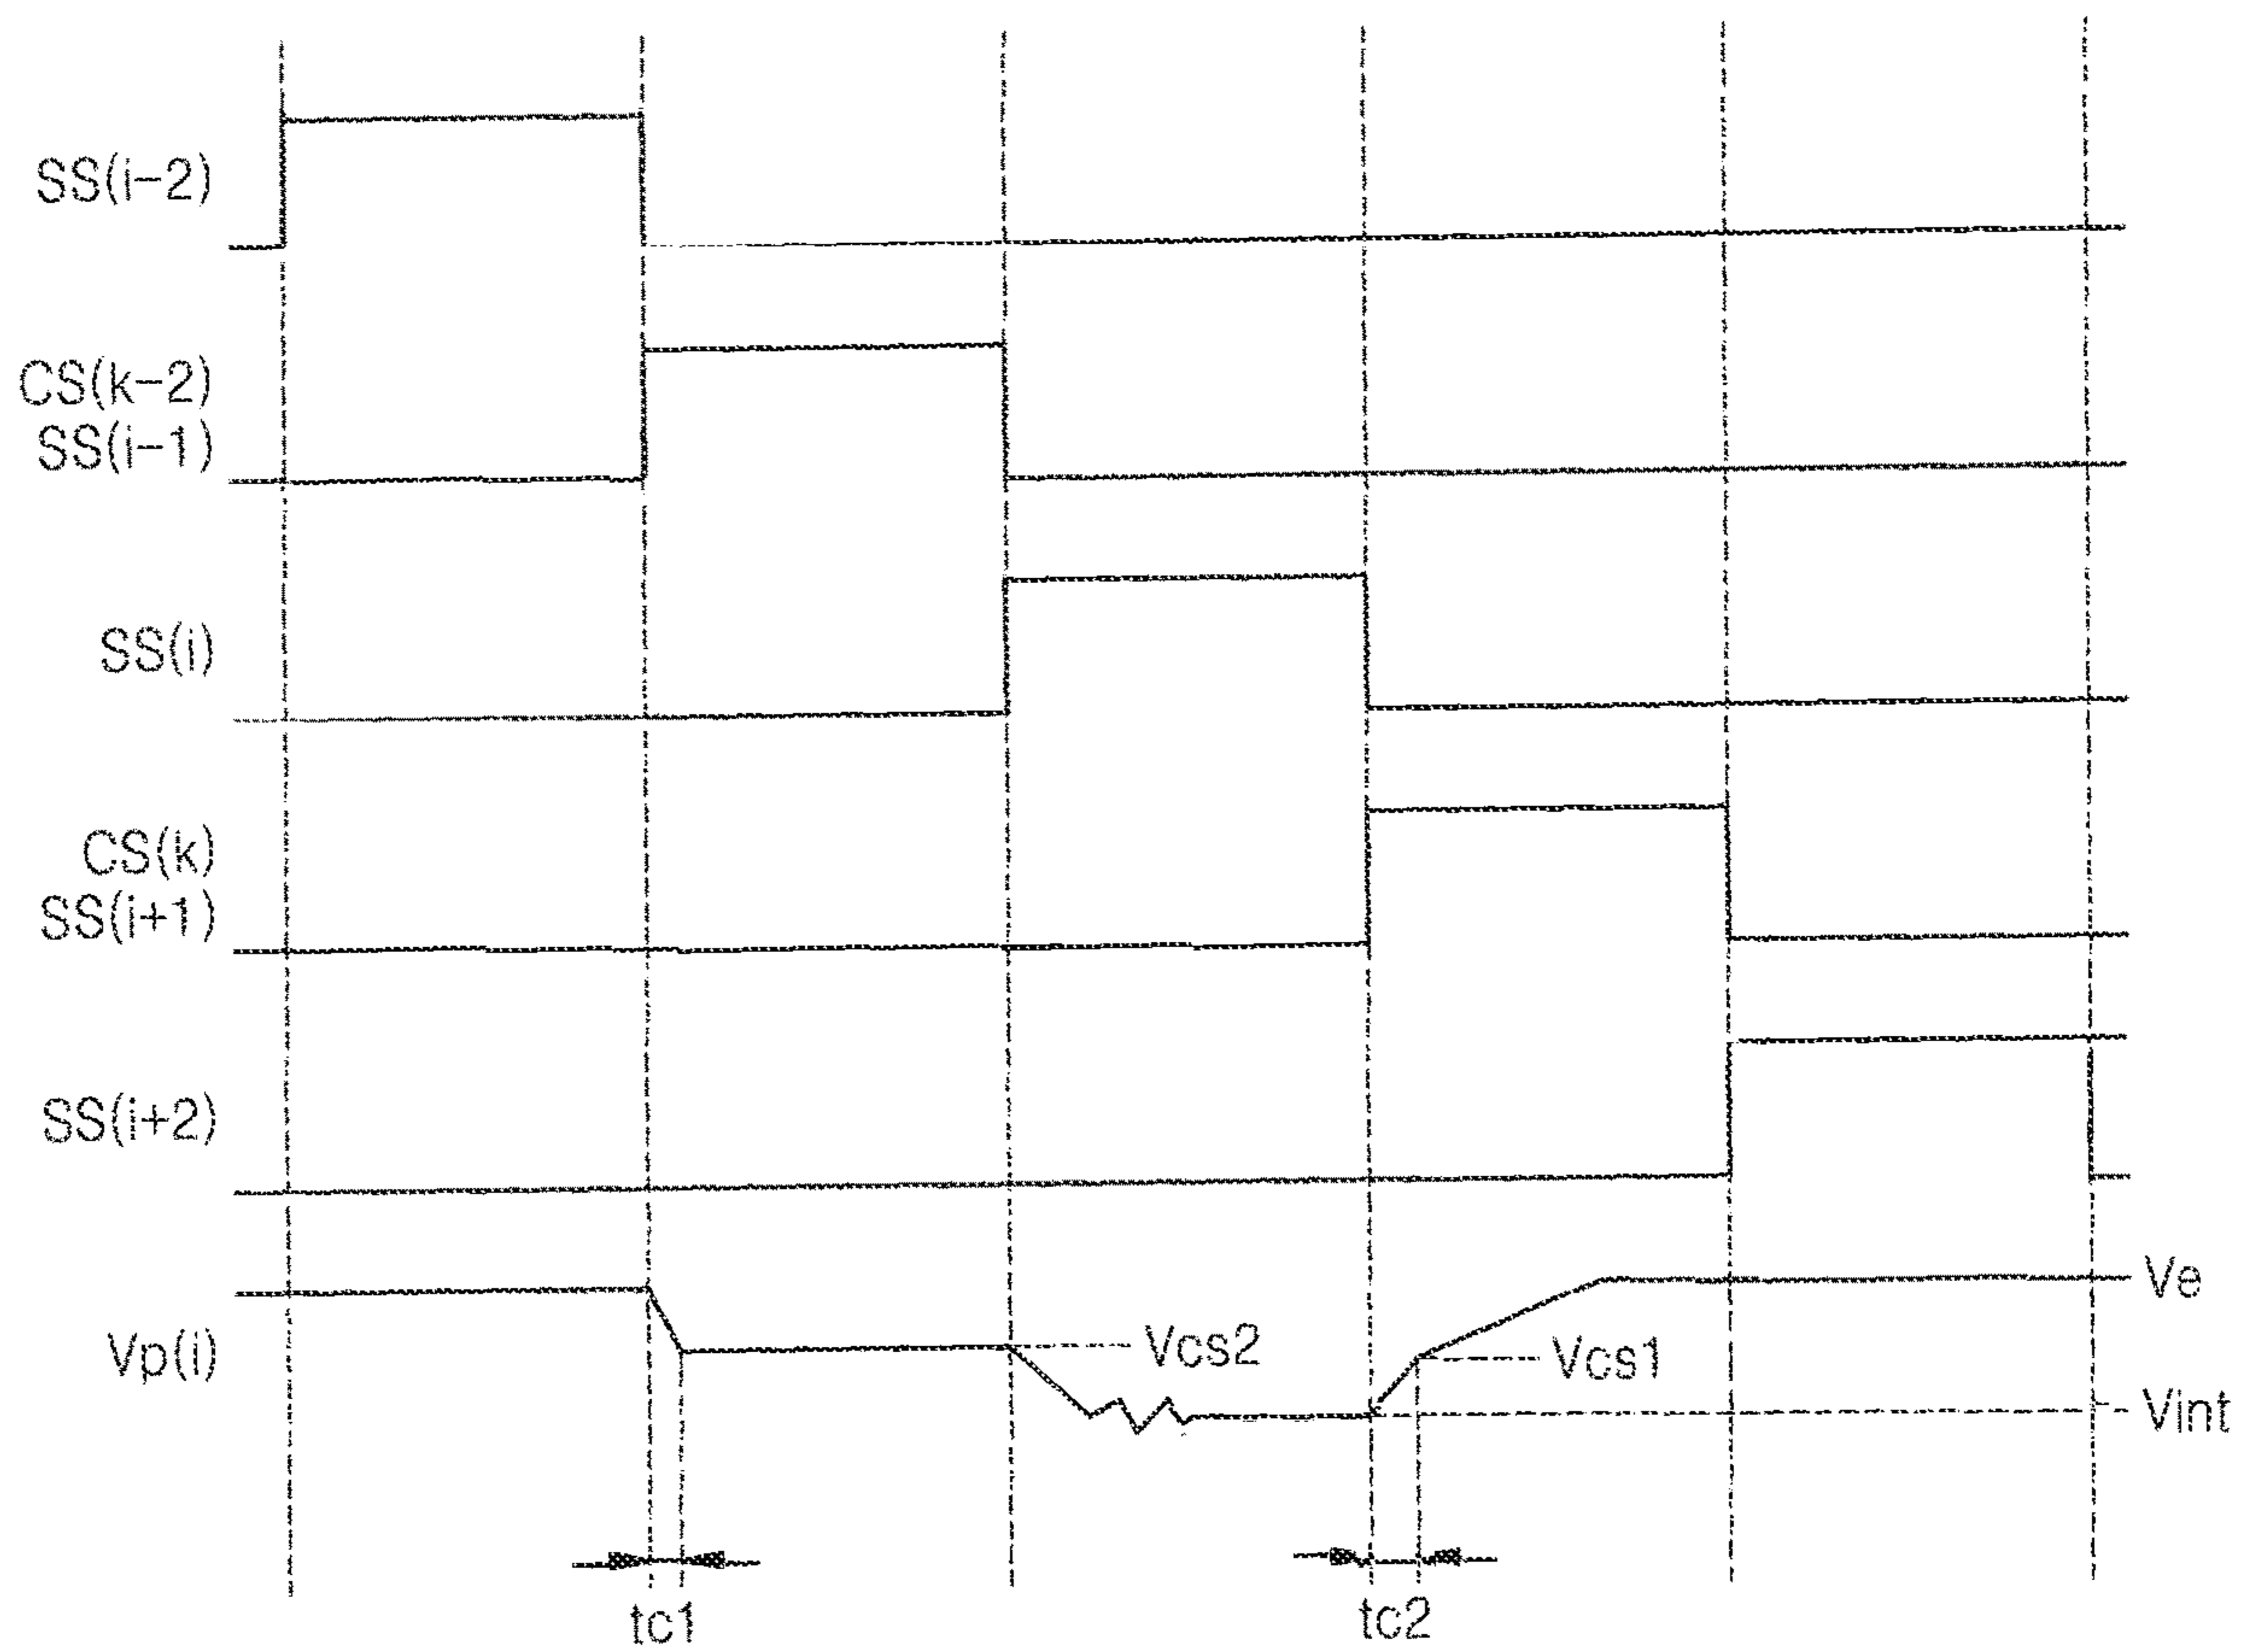 SS(i-2)
CS(k-2)
SS(i-1)
SS(i)
CS(k)
SS(i+1)
SS(i+2)
Vp(i)
Ve
Vcs2
Vcs1
Vint
tc1
tc2